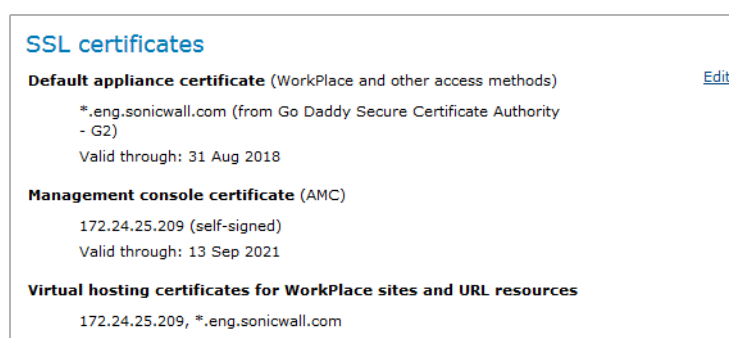 SSL certificates
Default appliance certificate (WorkPlace and other access methods)
Edit
*.eng.sonicwall.com (from Go Daddy Secure Certificate Authority
- G2)
Valid through: 31 Aug 2018
Management console certificate (AMC)
172.24.25.209 (self-signed)
Valid through: 13 Sep 2021
Virtual hosting certificates for WorkPlace sites and URL resources
172.24.25.209, *.eng.sonicwall.com